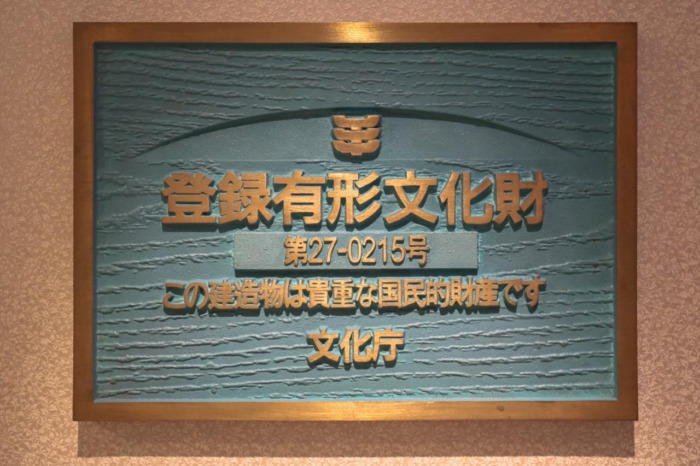 登録有形文化財
第27-0215号
この建造物は貴重な国民的財産です
文化庁